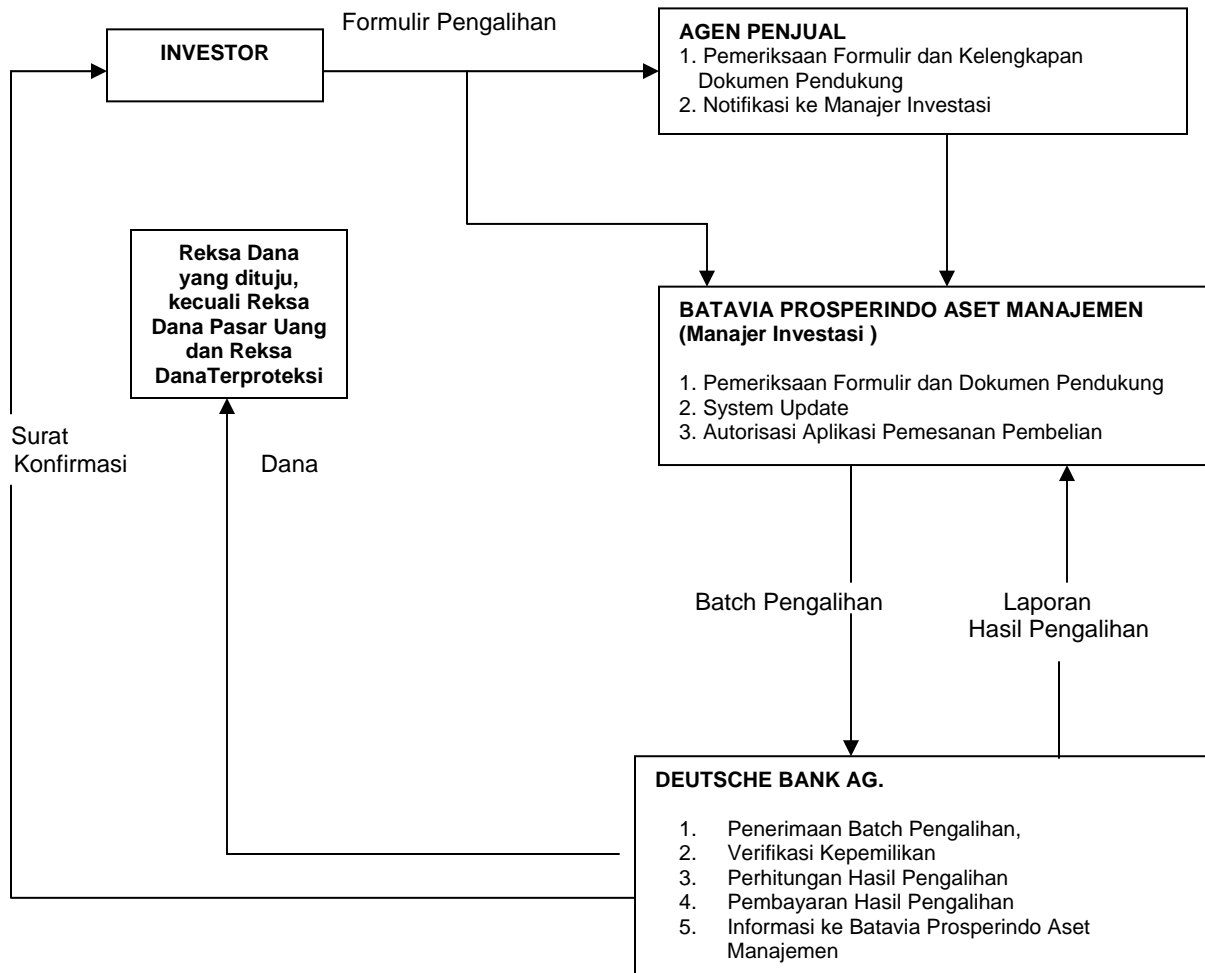 Formulir Pengalihan
INVESTOR
AGEN PENJUAL
1. Pemeriksaan Formulir dan Kelengkapan
Dokumen Pendukung
2. Notifikasi ke Manajer Investasi
Reksa Dana
yang dituju,
kecuali Reksa
Dana Pasar Uang
dan Reksa
DanaTerproteksi
BATAVIA PROSPERINDO ASET MANAJEMEN
(Manajer Investasi )
1. Pemeriksaan Formulir dan Dokumen Pendukung
2. System Update
3. Autorisasi Aplikasi Pemesanan Pembelian
Surat
Konfirmasi
Dana
Batch Pengalihan
Laporan
Hasil Pengalihan
DEUTSCHE BANK AG.
1. Penerimaan Batch Pengalihan,
2. Verifikasi Kepemilikan
3. Perhitungan Hasil Pengalihan
4. Pembayaran Hasil Pengalihan
5. Informasi ke Batavia Prosperindo Aset
Manajemen